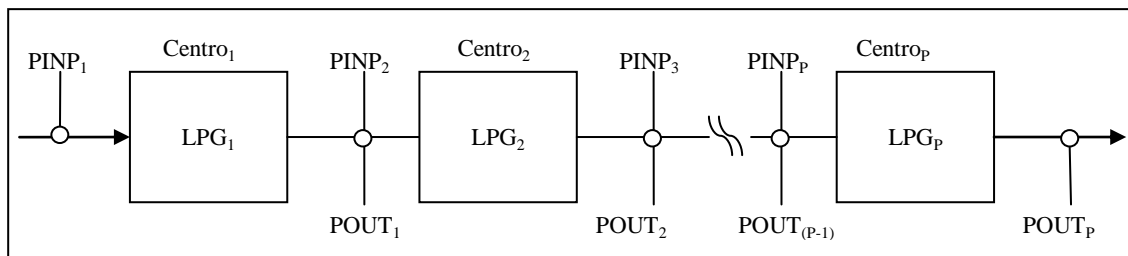 Centro₁ Centro₂ Centroₚ
PINP₁ PINP₂ PINP₃ PINPₚ
LPG₁ LPG₂ LPGₚ
POUT₁ POUT₂ POUT₍P₋₁₎ POUTₚ